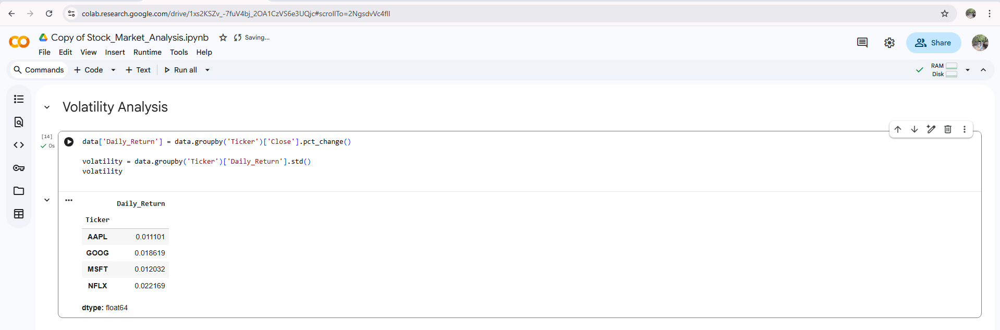 colab.research.google.com/drive/1xs2KSZv_-7fuV4bj_2OA1CzVS6e3UQjc#scrollTo=2NgsdvVc4fIl
CO
Copy of Stock_Market_Analysis.ipynb
Saving...
File Edit View Insert Runtime Tools Help
Share
Commands + Code + Text Run all
RAM
Disk
Volatility Analysis
[14]
0s
data['Daily_Return'] = data.groupby('Ticker')['Close'].pct_change()
volatility = data.groupby('Ticker')['Daily_Return'].std()
volatility
Daily_Return
Ticker
AAPL 0.011101
GOOG 0.018619
MSFT 0.012032
NFLX 0.022169
dtype: float64